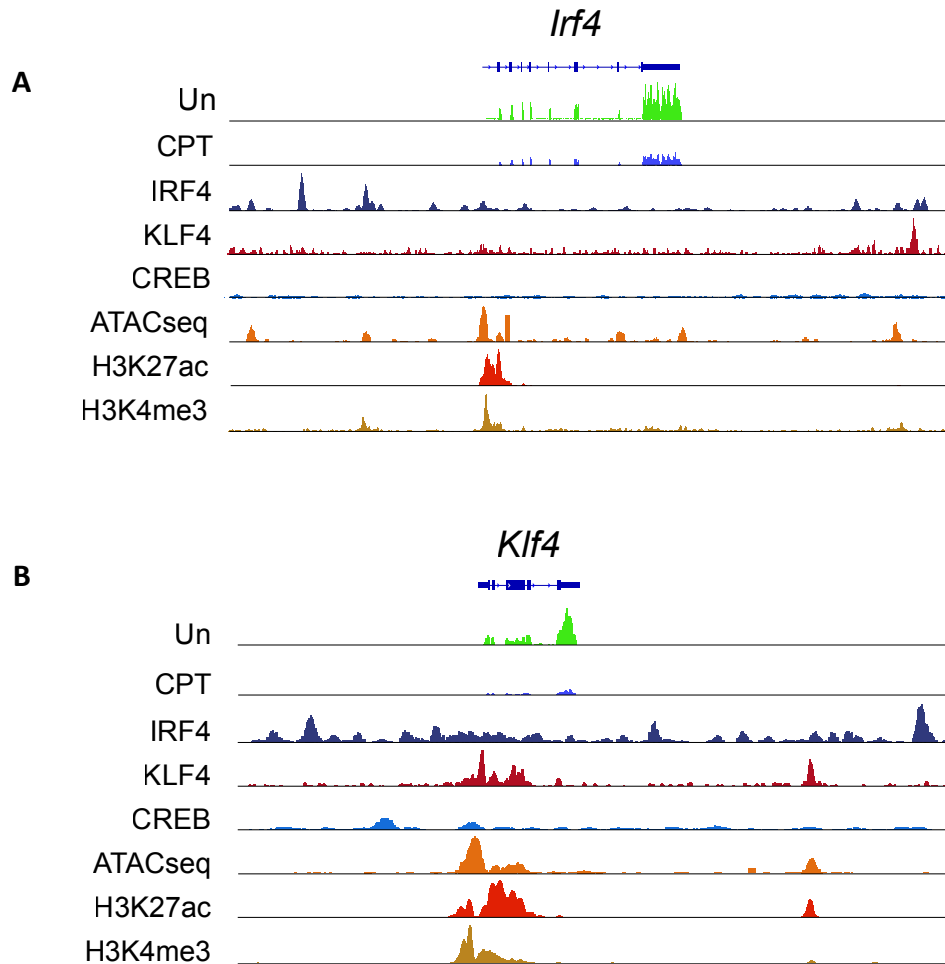 Irf4
A
Un
CPT
IRF4
KLF4
CREB
ATACseq
H3K27ac
H3K4me3
Klf4
B
Un
CPT
IRF4
KLF4
CREB
ATACseq
H3K27ac
H3K4me3